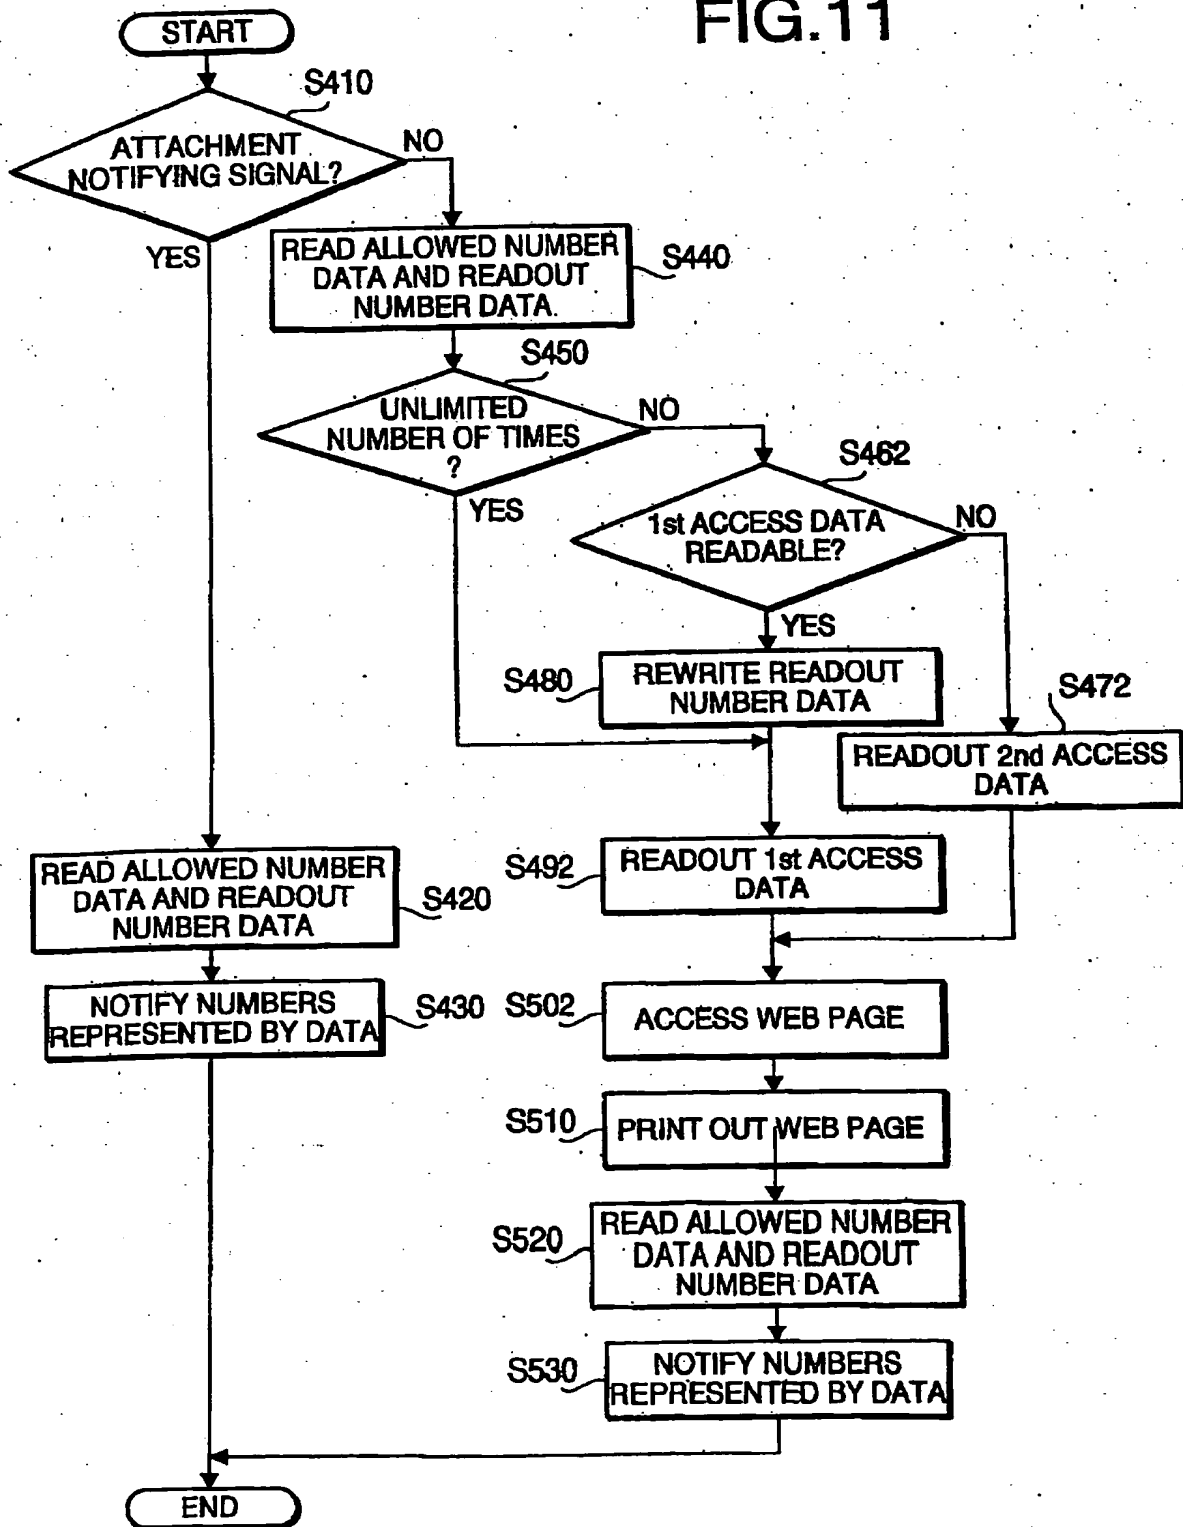 FIG.11
START
S410
ATTACHMENT
NOTIFYING SIGNAL?
NO
YES
READ ALLOWED NUMBER
DATA AND READOUT
NUMBER DATA.
S440
S450
UNLIMITED
NUMBER OF TIMES
?
NO
YES
S462
1st ACCESS DATA
READABLE?
NO
YES
S480
REWRITE READOUT
NUMBER DATA
S472
READOUT 2nd ACCESS
DATA
S492
READOUT 1st ACCESS
DATA
READ ALLOWED NUMBER
DATA AND READOUT
NUMBER DATA
S420
NOTIFY NUMBERS
REPRESENTED BY DATA
S430
S502
ACCESS WEB PAGE
S510
PRINT OUT WEB PAGE
S520
READ ALLOWED NUMBER
DATA AND READOUT
NUMBER DATA
S530
NOTIFY NUMBERS
REPRESENTED BY DATA
END